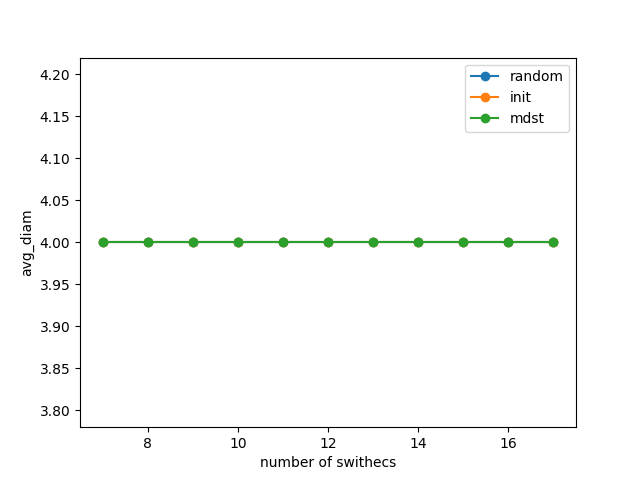 random
init
mdst
4.20
4.15
4.10
4.05
4.00
3.95
3.90
3.85
3.80
avg_diam
8 10 12 14 16
number of swithecs